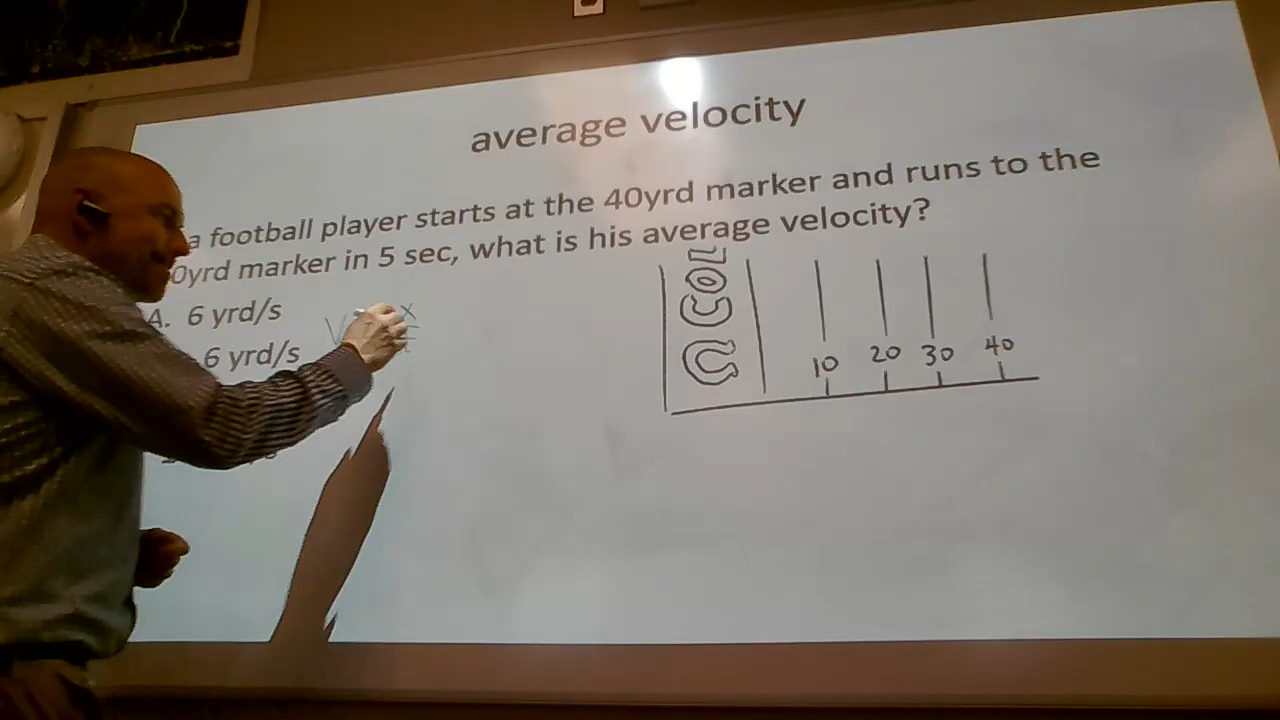 average velocity
a football player starts at the 40yrd marker and runs to the
0yrd marker in 5 sec, what is his average velocity?
A. 6 yrd/s
6 yrd/s
V
x
10 20 30 40